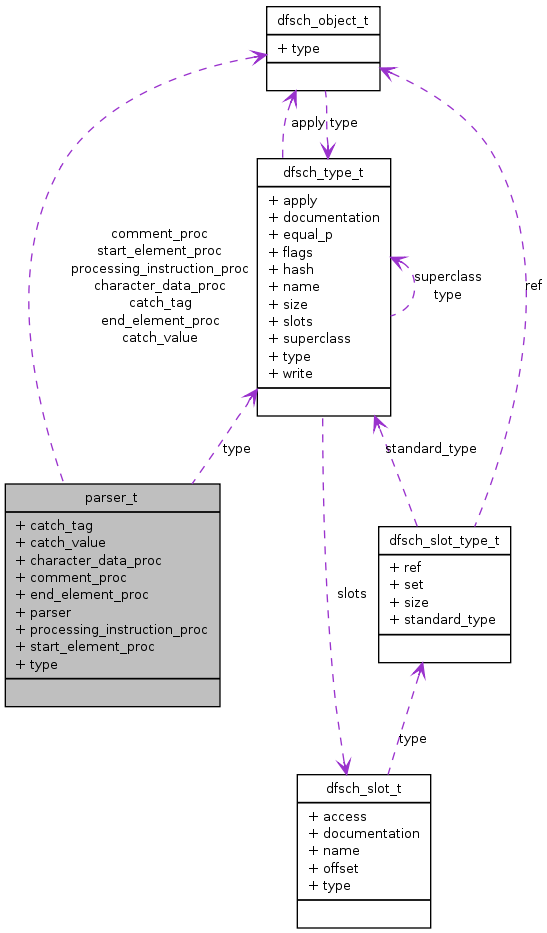 dfsch_object_t
+ type
apply type
dfsch_type_t
+ apply
+ documentation
+ equal_p
+ flags
+ hash
+ name
+ size
+ slots
+ superclass
+ type
+ write
comment_proc
start_element_proc
processing_instruction_proc
character_data_proc
catch_tag
end_element_proc
catch_value
superclass
type
ref
type
standard_type
parser_t
+ catch_tag
+ catch_value
+ character_data_proc
+ comment_proc
+ end_element_proc
+ parser
+ processing_instruction_proc
+ start_element_proc
+ type
dfsch_slot_type_t
+ ref
+ set
+ size
+ standard_type
slots
type
dfsch_slot_t
+ access
+ documentation
+ name
+ offset
+ type